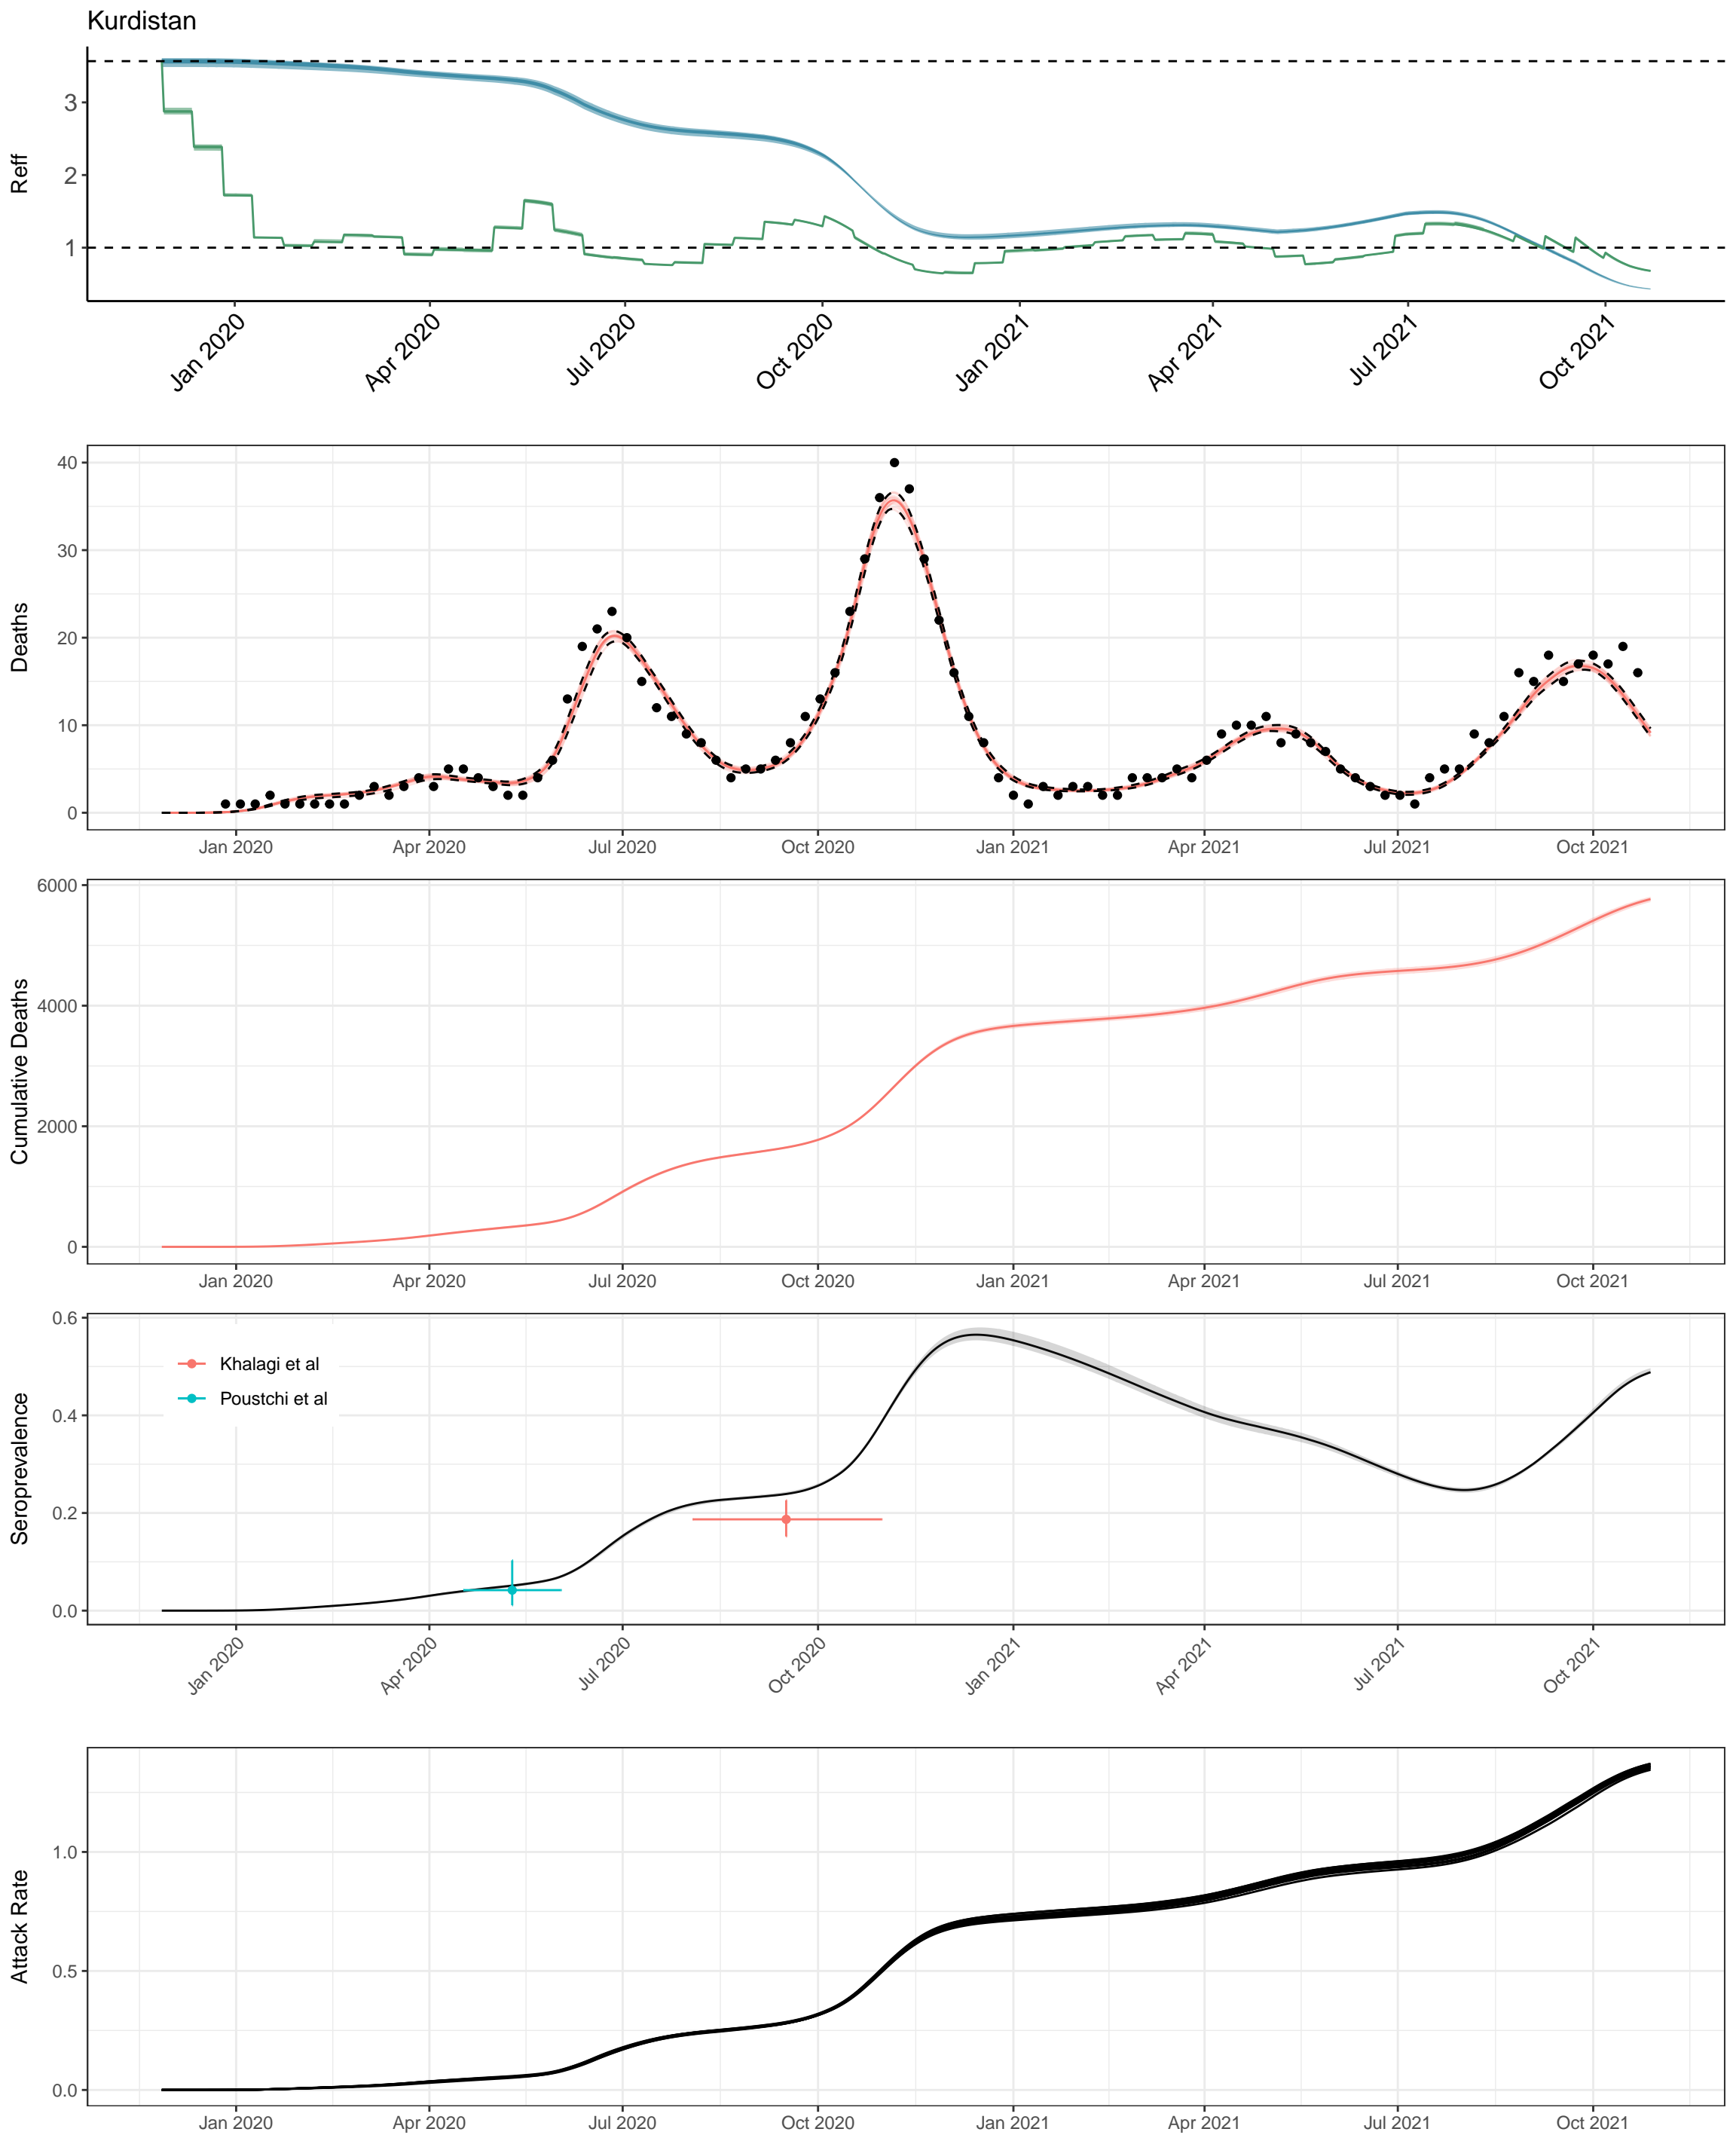 Kurdistan
Reff
3
2
1
Jan 2020
Apr 2020
Jul 2020
Oct 2020
Jan 2021
Apr 2021
Jul 2021
Oct 2021
Deaths
40
30
20
10
0
Jan 2020
Apr 2020
Jul 2020
Oct 2020
Jan 2021
Apr 2021
Jul 2021
Oct 2021
Cumulative Deaths
6000
4000
2000
0
Jan 2020
Apr 2020
Jul 2020
Oct 2020
Jan 2021
Apr 2021
Jul 2021
Oct 2021
Seroprevalence
0.6
0.4
0.2
0.0
Khalagi et al
Poustchi et al
Jan 2020
Apr 2020
Jul 2020
Oct 2020
Jan 2021
Apr 2021
Jul 2021
Oct 2021
Attack Rate
1.0
0.5
0.0
Jan 2020
Apr 2020
Jul 2020
Oct 2020
Jan 2021
Apr 2021
Jul 2021
Oct 2021